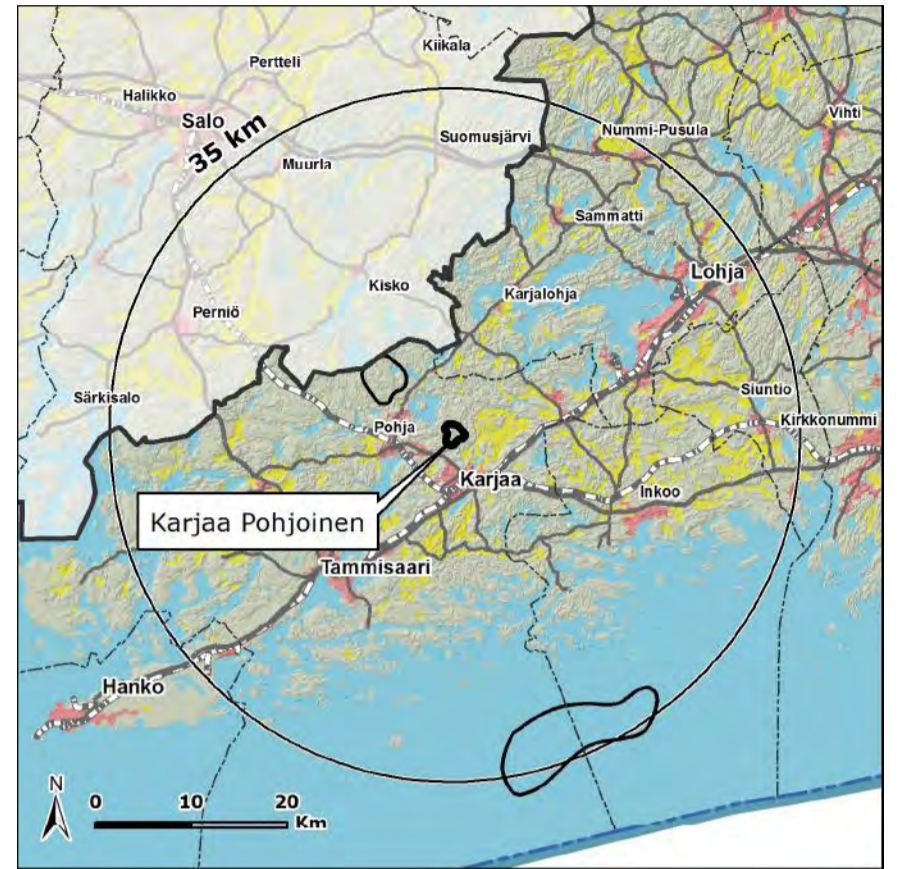 Kiikala
Pertteli
Halikko
Salo
35 km
Vihti
Nummi-Pusula
Suomusjärvi
Muurla
Sammatti
Lohja
Kisko
Karjalohja
Perniö
Särkisalo
Siuntio
Kirkkonummi
Pohja
Karjaa
Inkoo
Karjaa Pohjoinen
Tammisaari
Hanko
N
0 10 20
Km